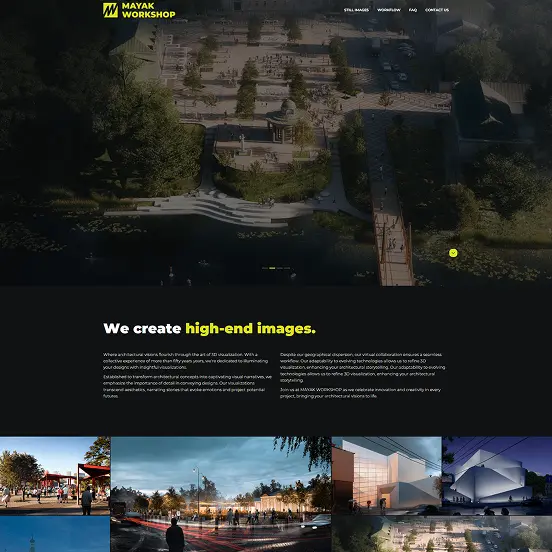 MAYAK
WORKSHOP
STILL IMAGES WORKFLOW FAQ CONTACT US
We create high-end images.
Where architectural visions flourish through the art of 3D visualization. With a
collective experience of more than fifty years years, we're dedicated to illuminating
your designs with insightful visualizations.
Established to transform architectural concepts into captivating visual narratives, we
emphasize the importance of detail in conveying designs. Our visualizations
transcend aesthetics, narrating stories that evoke emotions and project potential
futures.
Despite our geographical dispersion, our virtual collaboration ensures a seamless
workflow. Our adaptability to evolving technologies allows us to refine 3D
visualization, enhancing your architectural storytelling. Our adaptability to evolving
technologies allows us to refine 3D visualization, enhancing your architectural
storytelling.
Join us at MAYAK WORKSHOP as we celebrate innovation and creativity in every
project, bringing your architectural visions to life.